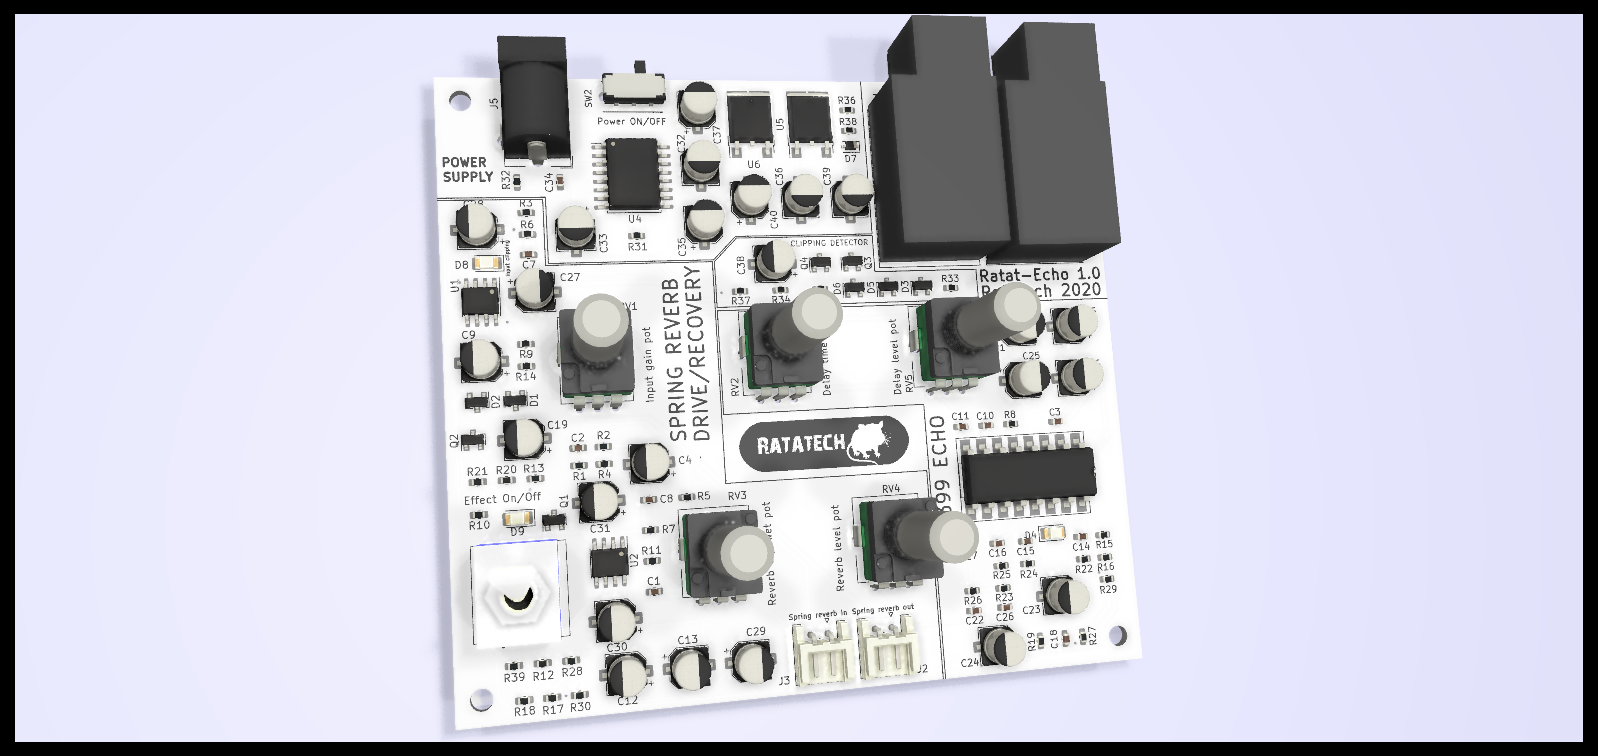 J5
SW2
Power ON/OFF
C32
C37
U5
R36
R38
D7
POWER
SUPPLY
R32
C34
U4
U6
C36
C39
C40
R3
R6
R31
C33
C35
CLIPPING DETECTOR
D8
C7
Input clipping
C38
Q4
Q3
U1
C27
R37
R34
D6
D5
D3
R33
Ratat-Echo 1.0
2020
C9
R9
R14
Input gain pot
SPRING REVERB
DRIVE/RECOVERY
RV2
Delay time
Delay level pot
RV5
C25
D2
D1
Q2
C19
C2
R2
R1
R4
C4
RATATECH
C11
C10
R8
C3
ECHO
R21
R20
R13
Effect On/Off
Q1
R10
D9
C31
C8
R5
RV3
R7
R11
U2
C1
RV4
Reverb level pot
C16
C15
D4
C14
R15
R25
R24
R22
R16
R29
R26
R23
C22
C26
C23
Spring reverb in
Spring reverb out
C30
C13
C29
J3
J2
C24
R19
C18
R27
R39
R12
R28
C12
R18
R17
R30